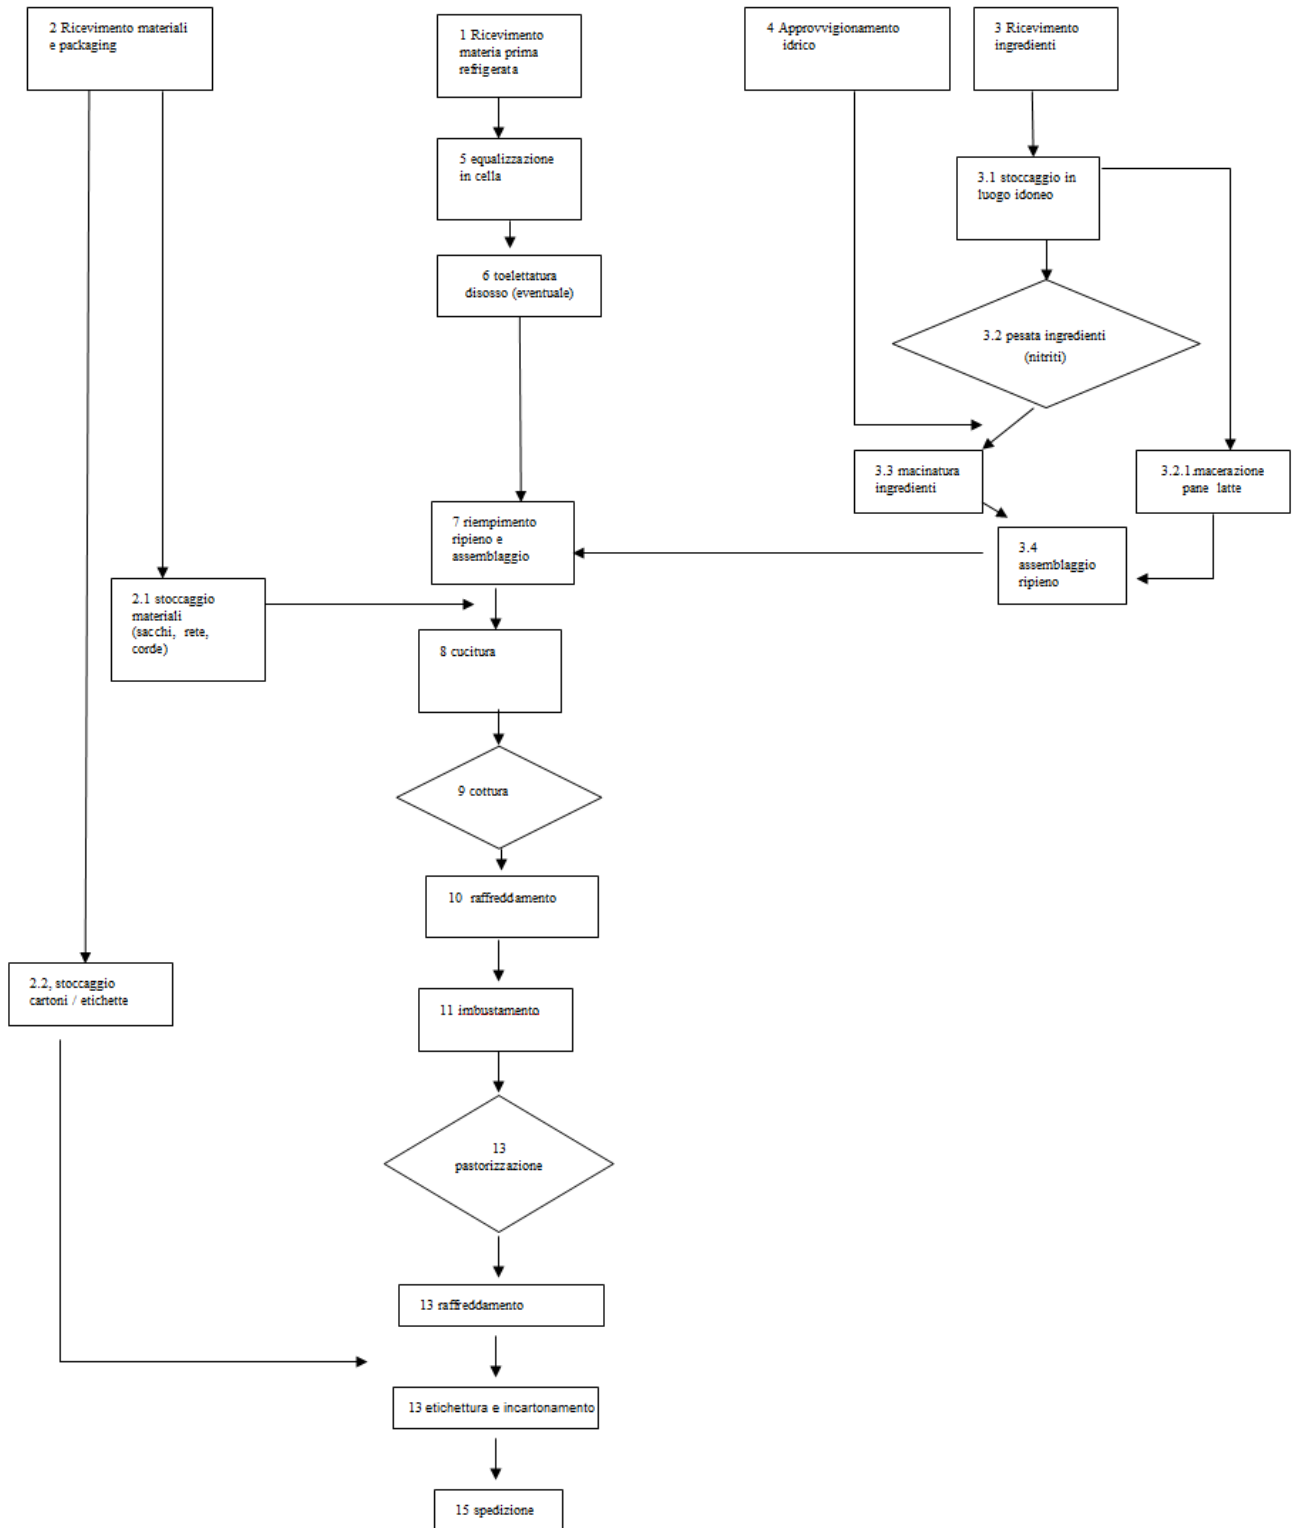 2 Ricevimento materiali
e packaging
1 Ricevimento
materia prima
refrigerata
4 Approvvigionamento
idrico
3 Ricevimento
ingredienti
5 equalizzazione
in cella
3.1 stoccaggio in
luogo idoneo
6 toelettatura
disosso (eventuale)
3.2 pesata ingredienti
(nitriti)
3.3 macinatura
ingredienti
3.2.1.macerazione
pane latte
7 riempimento
ripieno e
assemblaggio
3.4
assemblaggio
ripieno
2.1 stoccaggio
materiali
(sacchi, rete,
corde)
8 cucitura
9 cottura
10 raffreddamento
2.2, stoccaggio
cartoni / etichette
11 imbustamento
13
pastorizzazione
13 raffreddamento
13 etichettura e incartonamento
15 spedizione